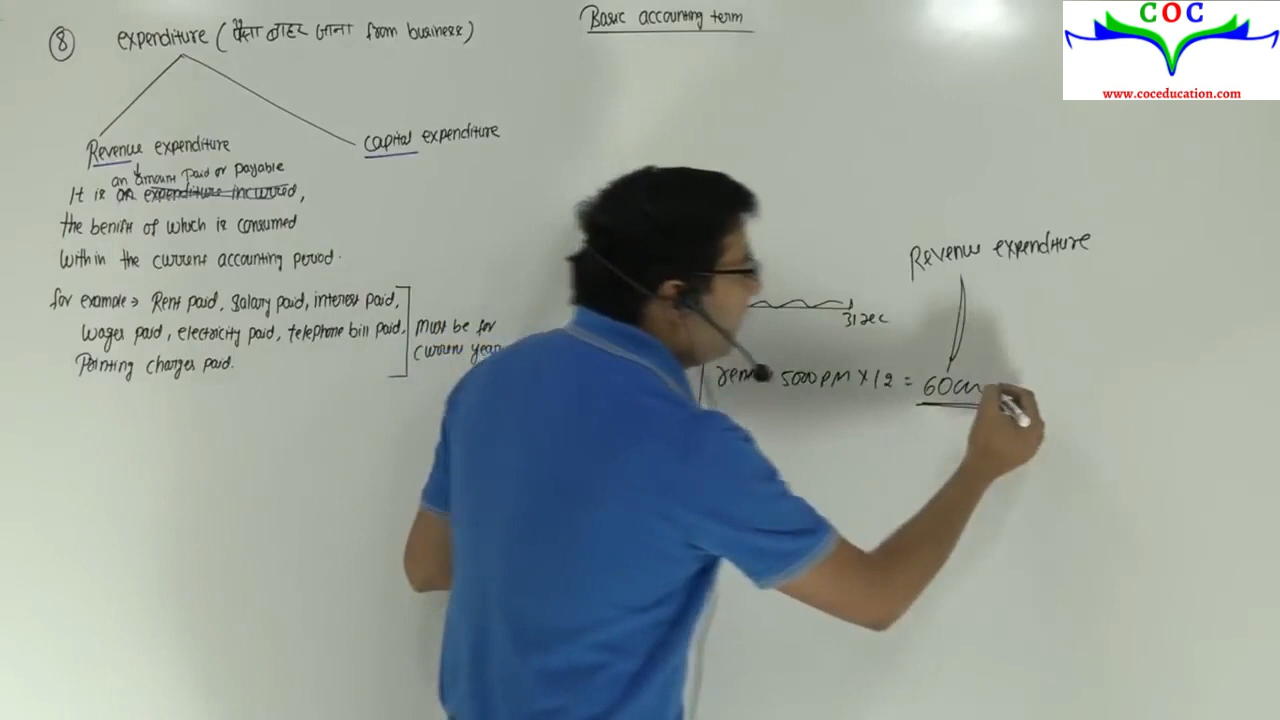 Basic accounting term
COC
www.coceducation.com
⑧ expenditure (पैसा बाहर जाना from business)
Revenue expenditure
capital expenditure
an amount paid or payable
It is an expenditure incurred,
the benift of which is consumed
within the current accounting period.
for example → Rent paid, salary paid, interest paid,
wages paid, electricity paid, telephone bill paid,
Printing charges paid.
Must be for
current year
Revenue expenditure
31 dec
5000 PM X 12 =